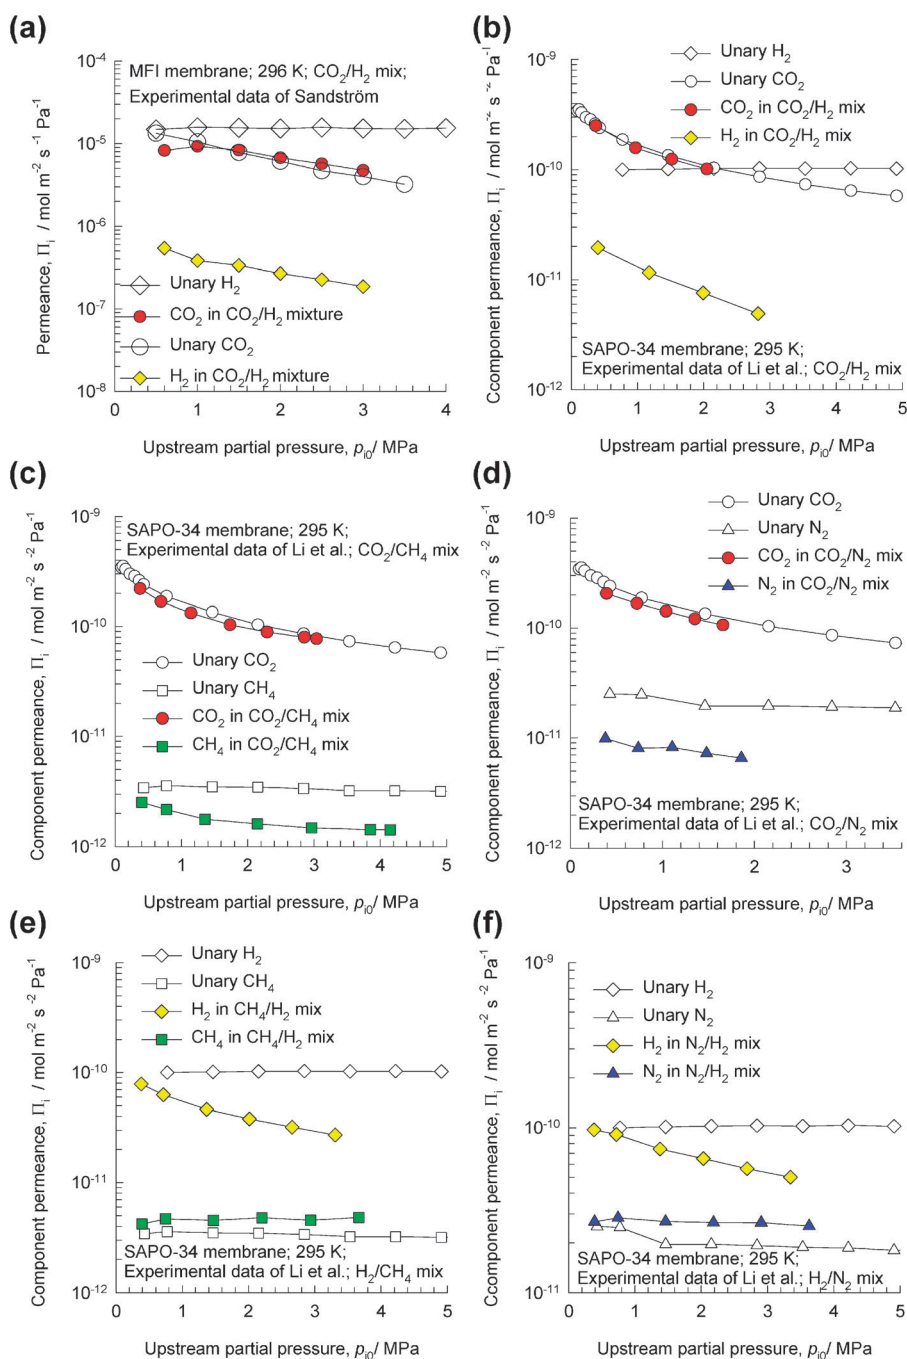 (a)
Permeance, Πi / mol m-2 s-1 Pa-1
10-4
10-5
10-6
10-7
10-8
MFI membrane; 296 K; CO2/H2 mix;
Experimental data of Sandström
Unary H2
CO2 in CO2/H2 mixture
Unary CO2
H2 in CO2/H2 mixture
0 1 2 3 4
Upstream partial pressure, pi0/ MPa
(b)
Ccomponent permeance, Πi / mol m-2 s-2 Pa-1
10-9
10-10
10-11
10-12
Unary H2
Unary CO2
CO2 in CO2/H2 mix
H2 in CO2/H2 mix
SAPO-34 membrane; 295 K;
Experimental data of Li et al.; CO2/H2 mix
0 1 2 3 4 5
Upstream partial pressure, pi0/ MPa
(c)
Component permeance, Πi / mol m-2 s-2 Pa-1
10-9
10-10
10-11
10-12
SAPO-34 membrane; 295 K;
Experimental data of Li et al.; CO2/CH4 mix
Unary CO2
Unary CH4
CO2 in CO2/CH4 mix
CH4 in CO2/CH4 mix
0 1 2 3 4 5
Upstream partial pressure, pi0/ MPa
(d)
Ccomponent permeance, Πi / mol m-2 s-2 Pa-1
10-9
10-10
10-11
10-12
Unary CO2
Unary N2
CO2 in CO2/N2 mix
N2 in CO2/N2 mix
SAPO-34 membrane; 295 K;
Experimental data of Li et al.; CO2/N2 mix
0 1 2 3
Upstream partial pressure, pi0/ MPa
(e)
Ccomponent permeance, Πi / mol m-2 s-2 Pa-1
10-9
10-10
10-11
10-12
Unary H2
Unary CH4
H2 in CH4/H2 mix
CH4 in CH4/H2 mix
SAPO-34 membrane; 295 K;
Experimental data of Li et al.; H2/CH4 mix
0 1 2 3 4 5
Upstream partial pressure, pi0/ MPa
(f)
Ccomponent permeance, Πi / mol m-2 s-2 Pa-1
10-9
10-10
10-11
Unary H2
Unary N2
H2 in N2/H2 mix
N2 in N2/H2 mix
SAPO-34 membrane; 295 K;
Experimental data of Li et al.; H2/N2 mix
0 1 2 3 4 5
Upstream partial pressure, pi0/ MPa